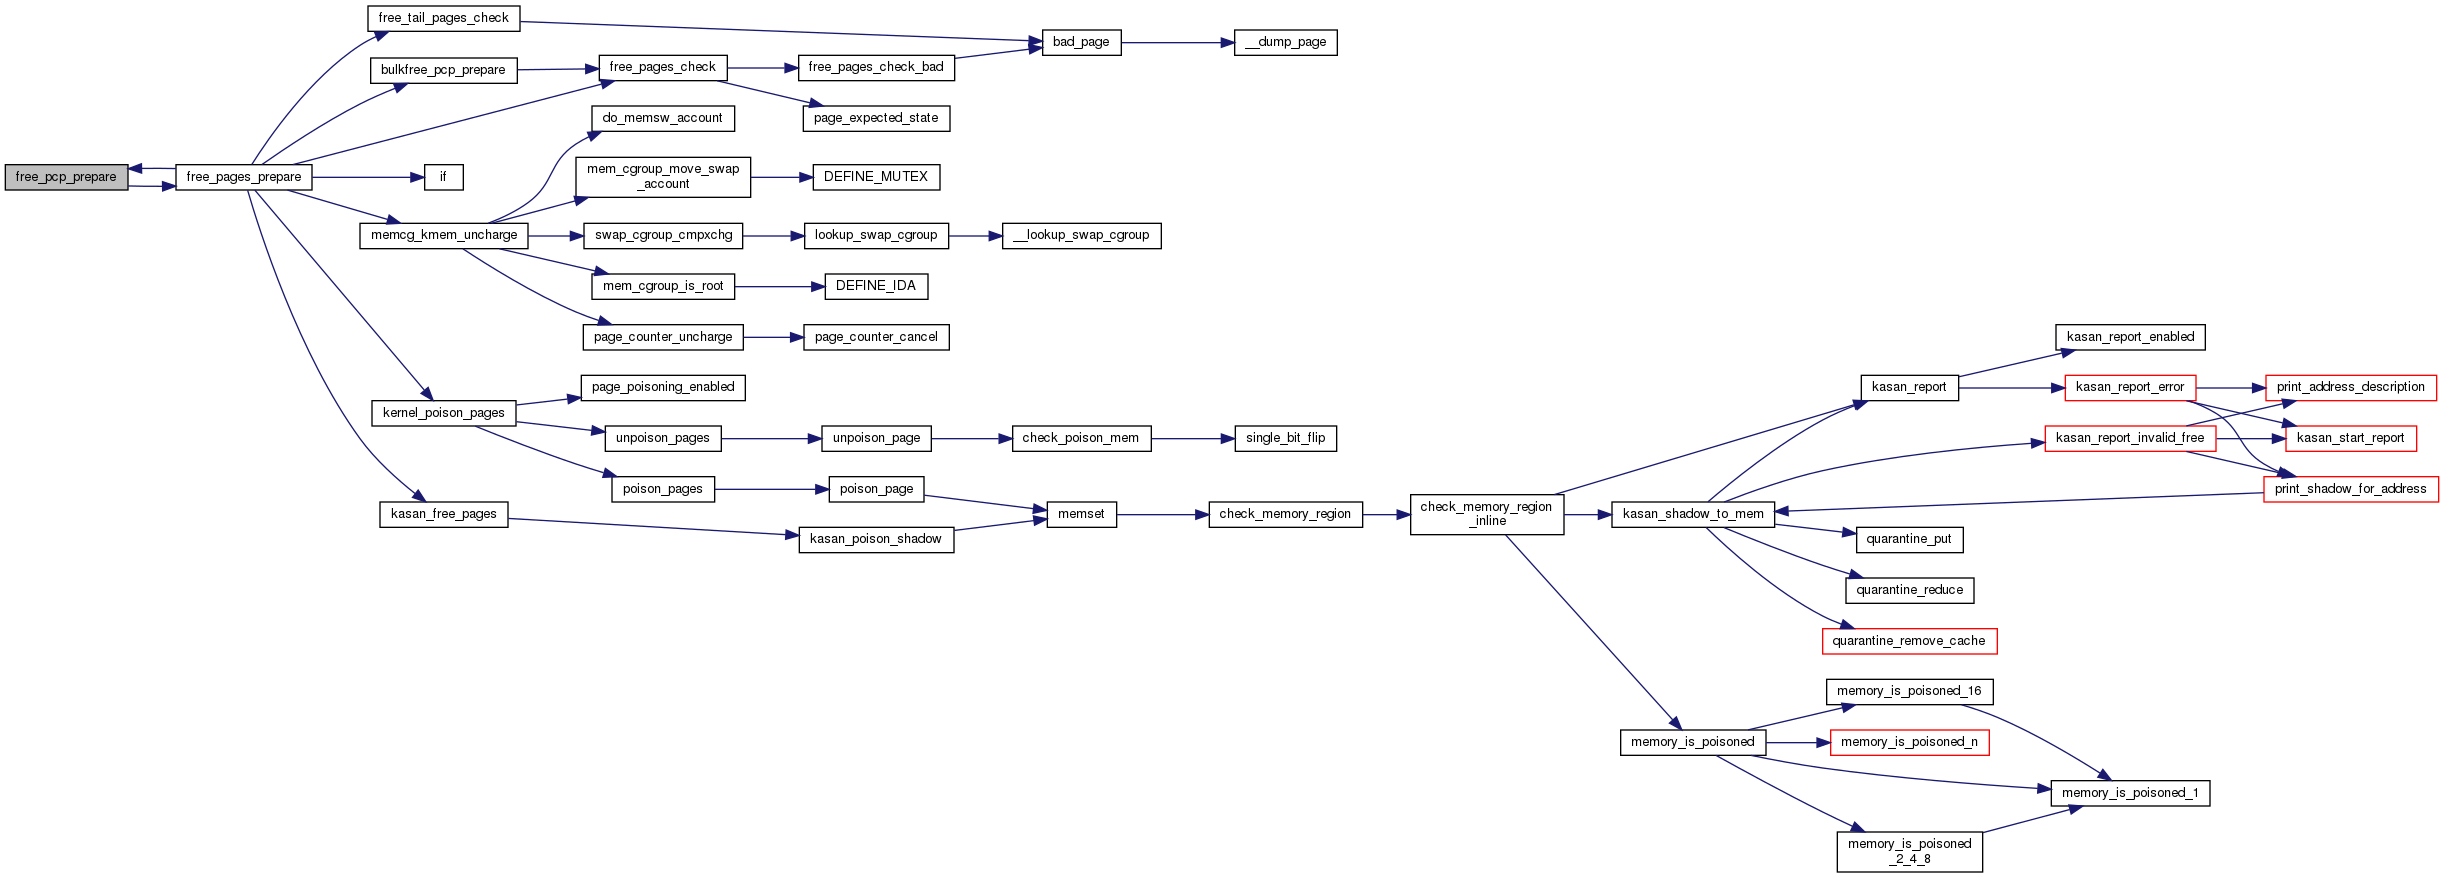 free_tail_pages_check
bad_page
__dump_page
bulkfree_pcp_prepare
free_pages_check
free_pages_check_bad
do_memsw_account
page_expected_state
free_pcp_prepare
free_pages_prepare
if
mem_cgroup_move_swap
_account
DEFINE_MUTEX
memcg_kmem_uncharge
swap_cgroup_cmpxchg
lookup_swap_cgroup
__lookup_swap_cgroup
mem_cgroup_is_root
DEFINE_IDA
page_counter_uncharge
page_counter_cancel
kasan_report_enabled
page_poisoning_enabled
kasan_report
kasan_report_error
print_address_description
kernel_poison_pages
unpoison_pages
unpoison_page
check_poison_mem
single_bit_flip
kasan_report_invalid_free
kasan_start_report
poison_pages
poison_page
print_shadow_for_address
kasan_free_pages
memset
check_memory_region
check_memory_region
_inline
kasan_shadow_to_mem
kasan_poison_shadow
quarantine_put
quarantine_reduce
quarantine_remove_cache
memory_is_poisoned_16
memory_is_poisoned
memory_is_poisoned_n
memory_is_poisoned_1
memory_is_poisoned
_2_4_8